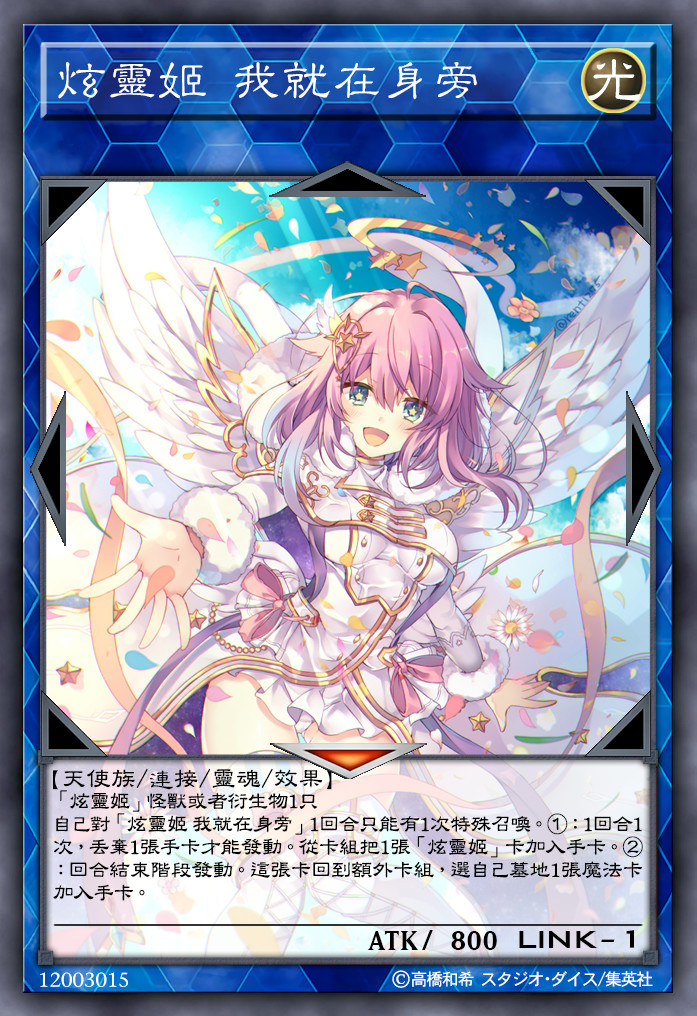 炫靈姬 我就在身旁
光
【天使族/連接/靈魂/效果】
「炫靈姬」怪獸或者衍生物1只
自己對「炫靈姬 我就在身旁」1回合只能有1次特殊召喚。①：1回合1
次，丟棄1張手卡才能發動。從卡組把1張「炫靈姬」卡加入手卡。②
：回合結束階段發動。這張卡回到額外卡組，選自己墓地1張魔法卡
加入手卡。
ATK/ 800 LINK-1
12003015
©高橋和希 スタジオ・ダイス/集英社